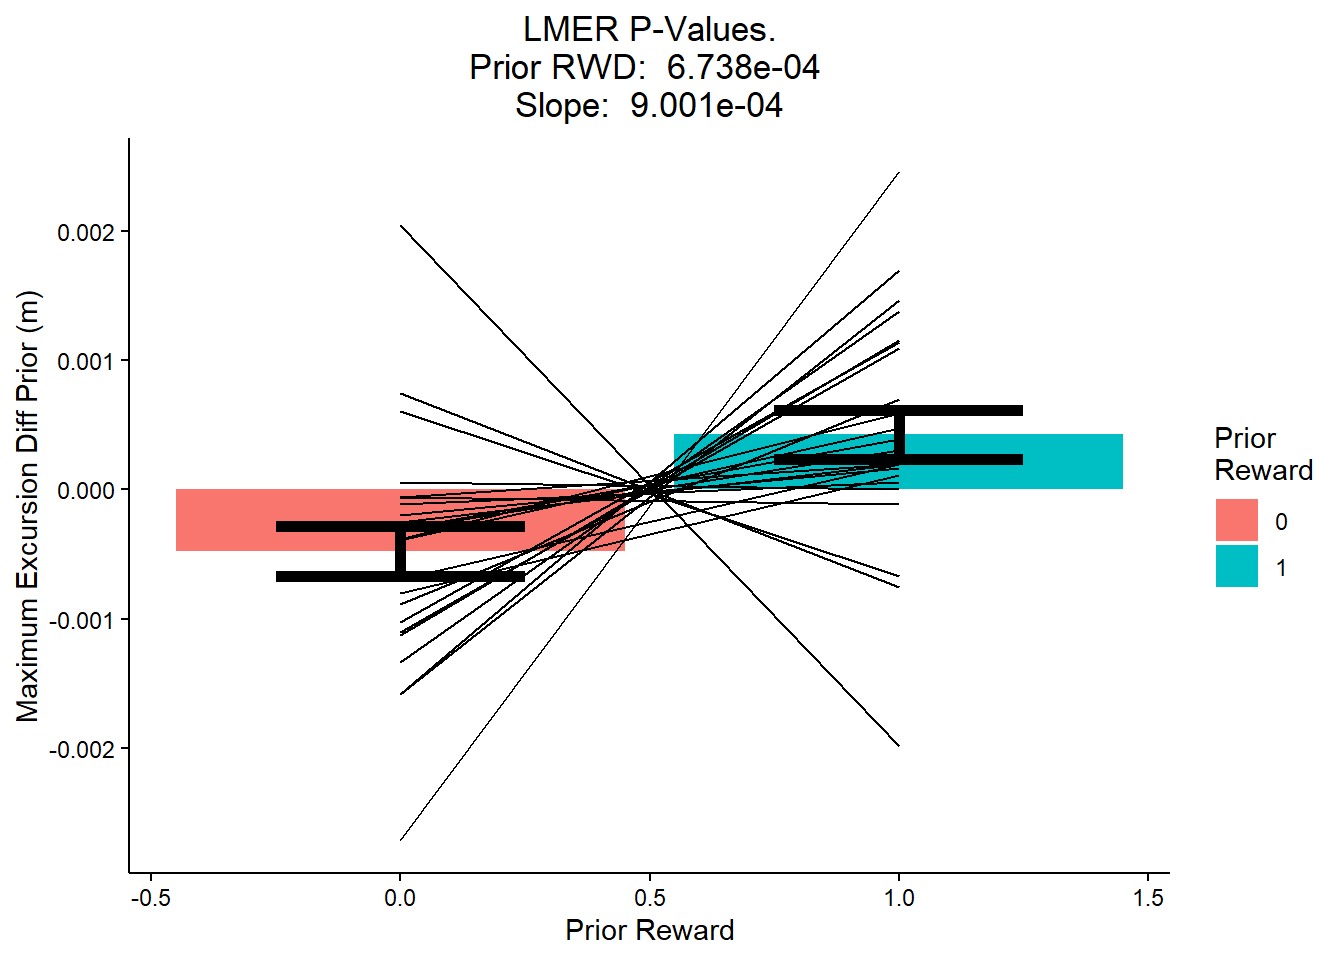 LMER P-Values.
Prior RWD:  6.738e-04
Slope:  9.001e-04
Maximum Excursion Diff Prior (m)
0.002
0.001
0.000
-0.001
-0.002
-0.5
0.0
0.5
1.0
1.5
Prior Reward
Prior
Reward
0
1